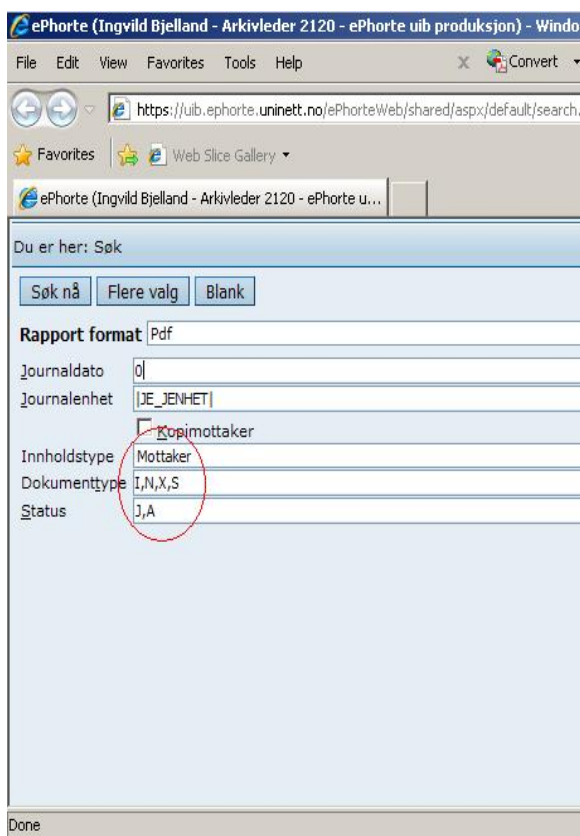 ePhorte (Ingvild Bjelland - Arkivleder 2120 - ePhorte uib produksjon) - Windo
File Edit View Favorites Tools Help x Convert
https://uib.ephorte.uninett.no/ePhorteWeb/shared/aspx/default/search.
Favorites Web Slice Gallery
ePhorte (Ingvild Bjelland - Arkivleder 2120 - ePhorte u...
Du er her: Søk
Søk nå Flere valg Blank
Rapport format Pdf
Journaldato 0
Journalenhet |JE_JENHET|
Kopimottaker
Innholdstype Mottaker
Dokumenttype I,N,X,S
Status J,A
Done